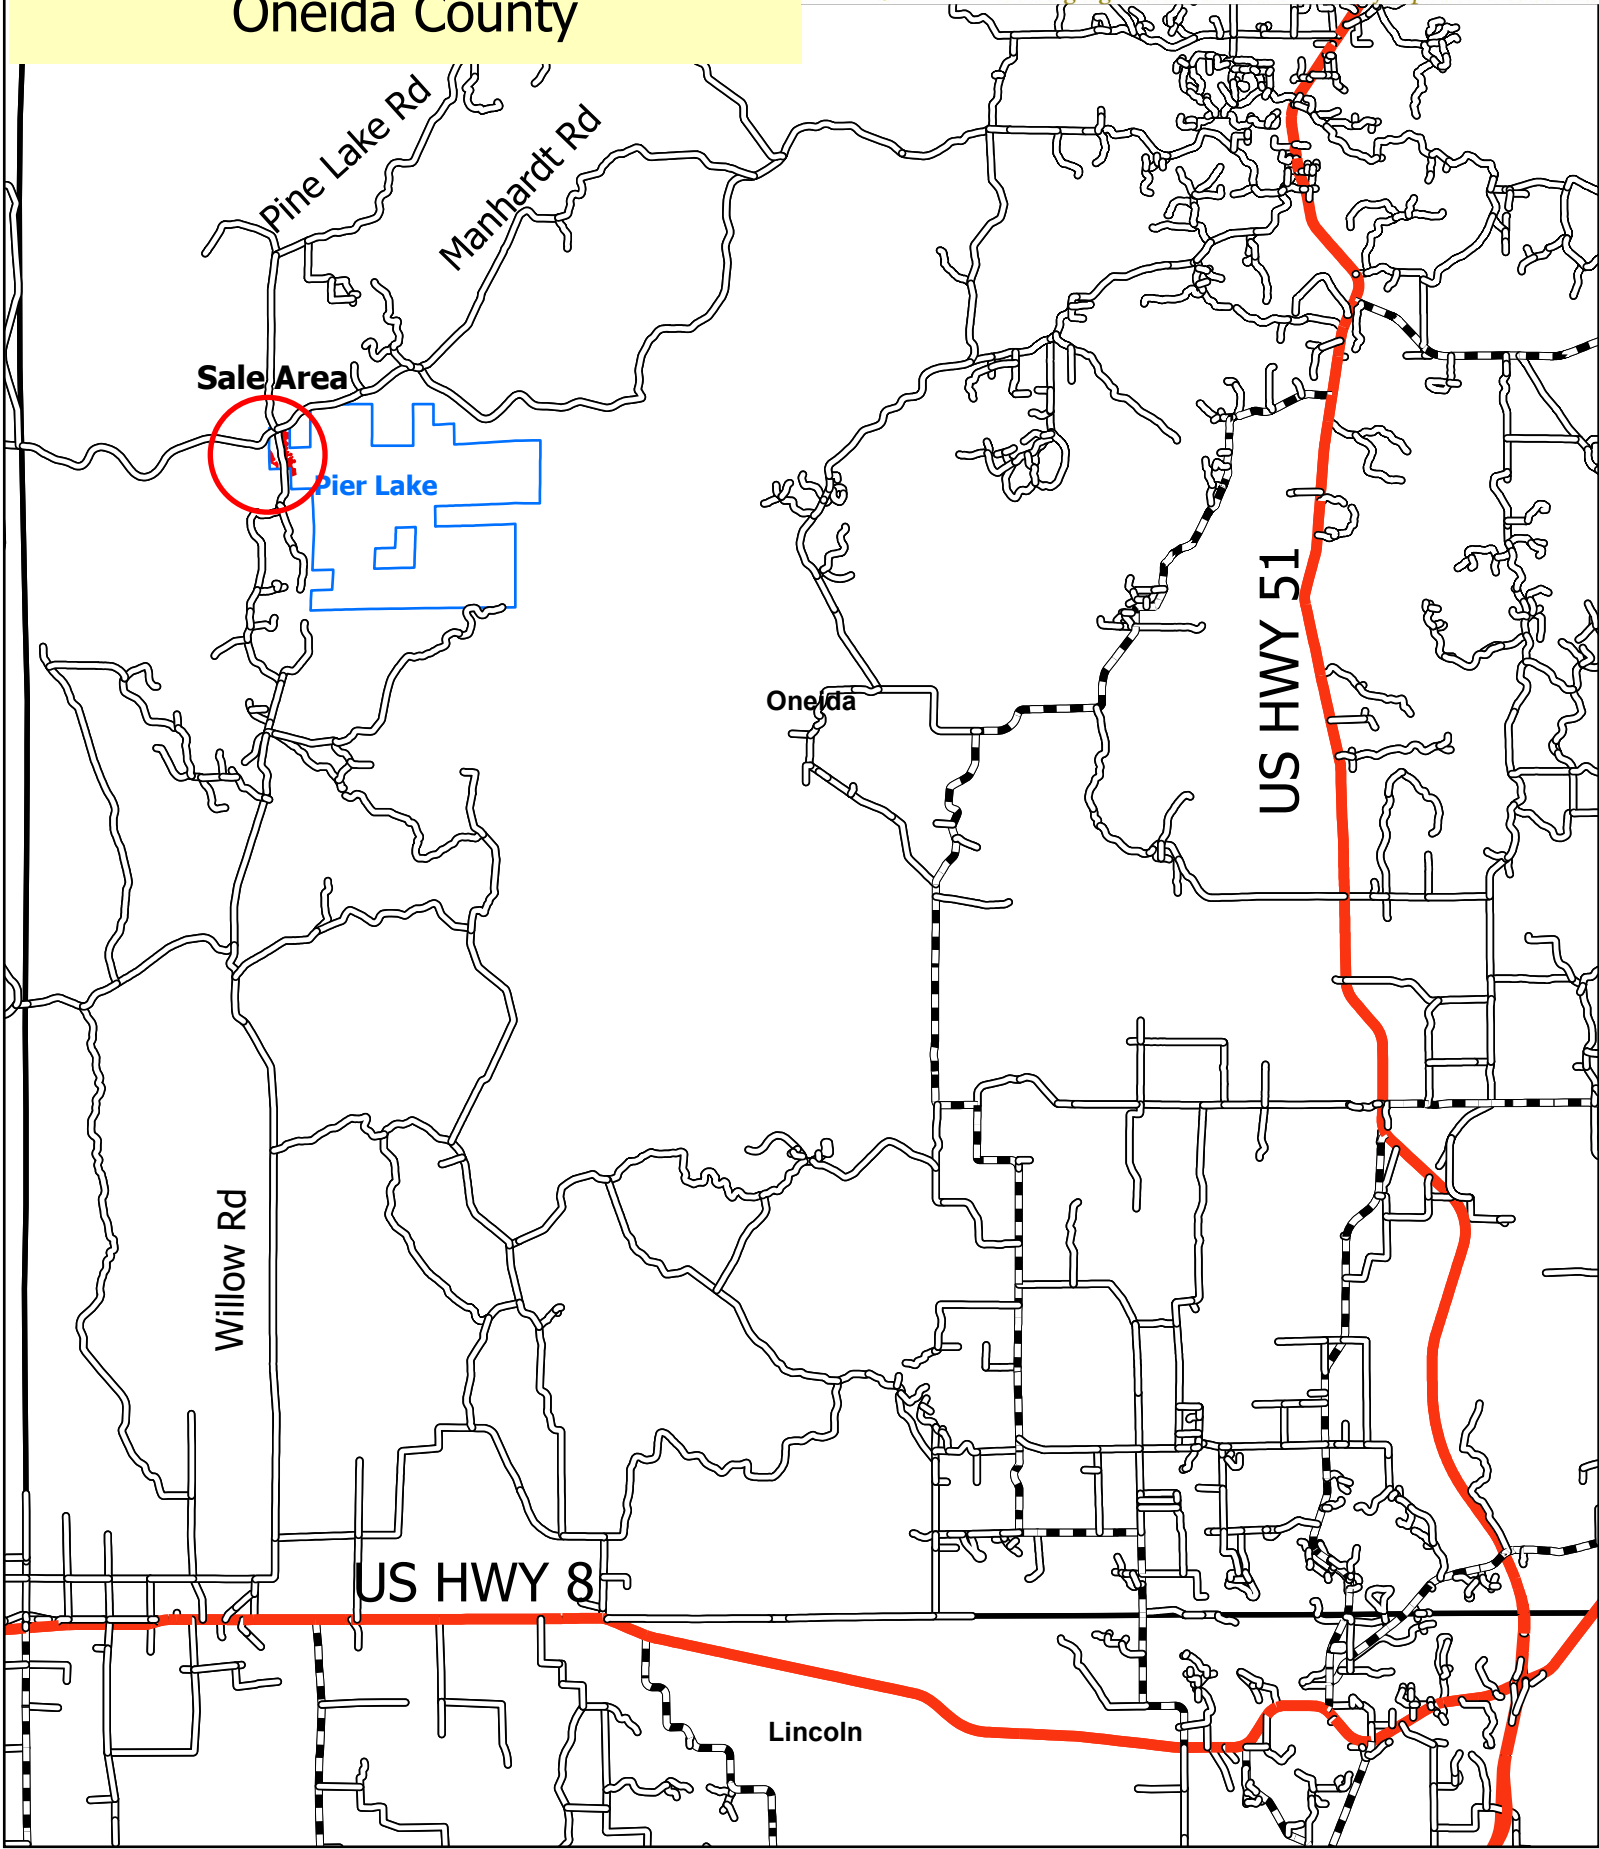 Oneida County
Pine Lake Rd
Manhardt Rd
Sale Area
Pier Lake
US HWY 51
Oneida
Willow Rd
US HWY 8
Lincoln